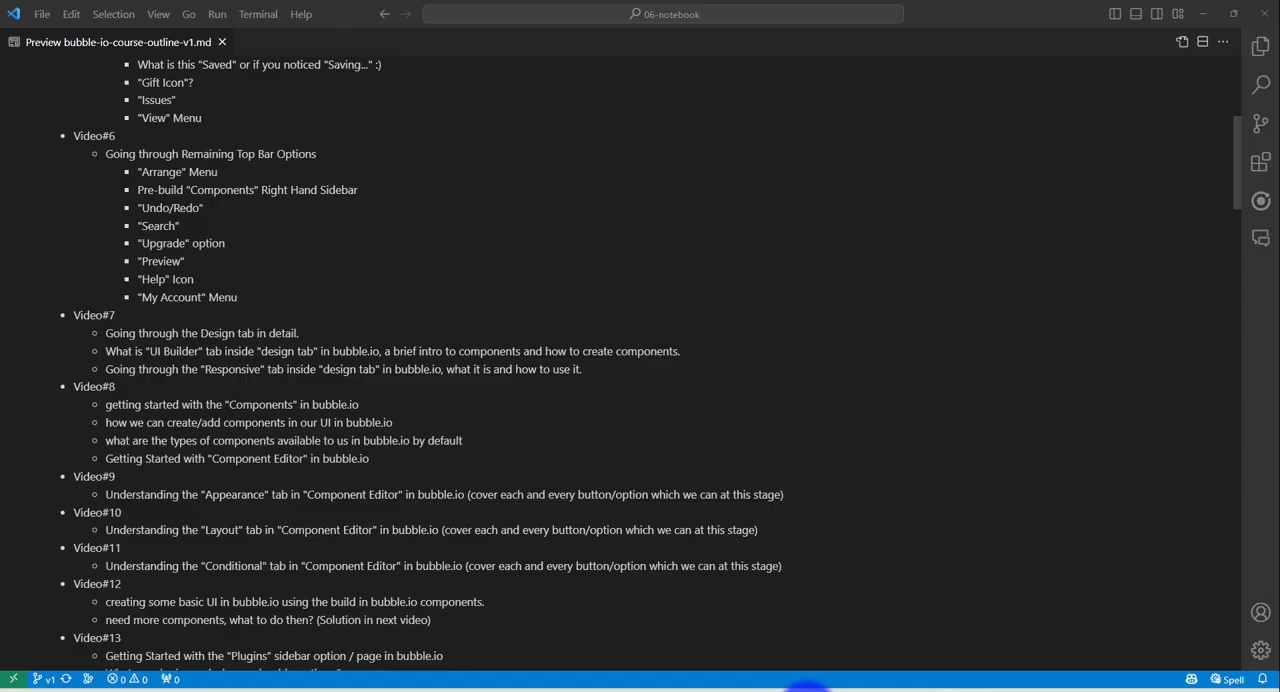 File Edit Selection View Go Run Terminal Help
06-notebook
Preview bubble-io-course-outline-v1.md
What is this "Saved" or if you noticed "Saving..." :)
"Gift Icon"?
"Issues"
"View" Menu
Video#6
Going through Remaining Top Bar Options
"Arrange" Menu
Pre-build "Components" Right Hand Sidebar
"Undo/Redo"
"Search"
"Upgrade" option
"Preview"
"Help" Icon
"My Account" Menu
Video#7
Going through the Design tab in detail.
What is "UI Builder" tab inside "design tab" in bubble.io, a brief intro to components and how to create components.
Going through the "Responsive" tab inside "design tab" in bubble.io, what it is and how to use it.
Video#8
getting started with the "Components" in bubble.io
how we can create/add components in our UI in bubble.io
what are the types of components available to us in bubble.io by default
Getting Started with "Component Editor" in bubble.io
Video#9
Understanding the "Appearance" tab in "Component Editor" in bubble.io (cover each and every button/option which we can at this stage)
Video#10
Understanding the "Layout" tab in "Component Editor" in bubble.io (cover each and every button/option which we can at this stage)
Video#11
Understanding the "Conditional" tab in "Component Editor" in bubble.io (cover each and every button/option which we can at this stage)
Video#12
creating some basic UI in bubble.io using the build in bubble.io components.
need more components, what to do then? (Solution in next video)
Video#13
Getting Started with the "Plugins" sidebar option / page in bubble.io
v1 0 0 0 Spell